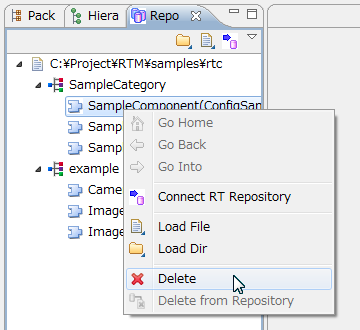 Pack Hiera Repo
C:¥Project¥RTM¥samples¥rtc
SampleCategory
SampleComponent(ConfigSam
Samp
Samp
example
Came
Image
Image
Go Home
Go Back
Go Into
Connect RT Repository
Load File
Load Dir
Delete
Delete from Repository